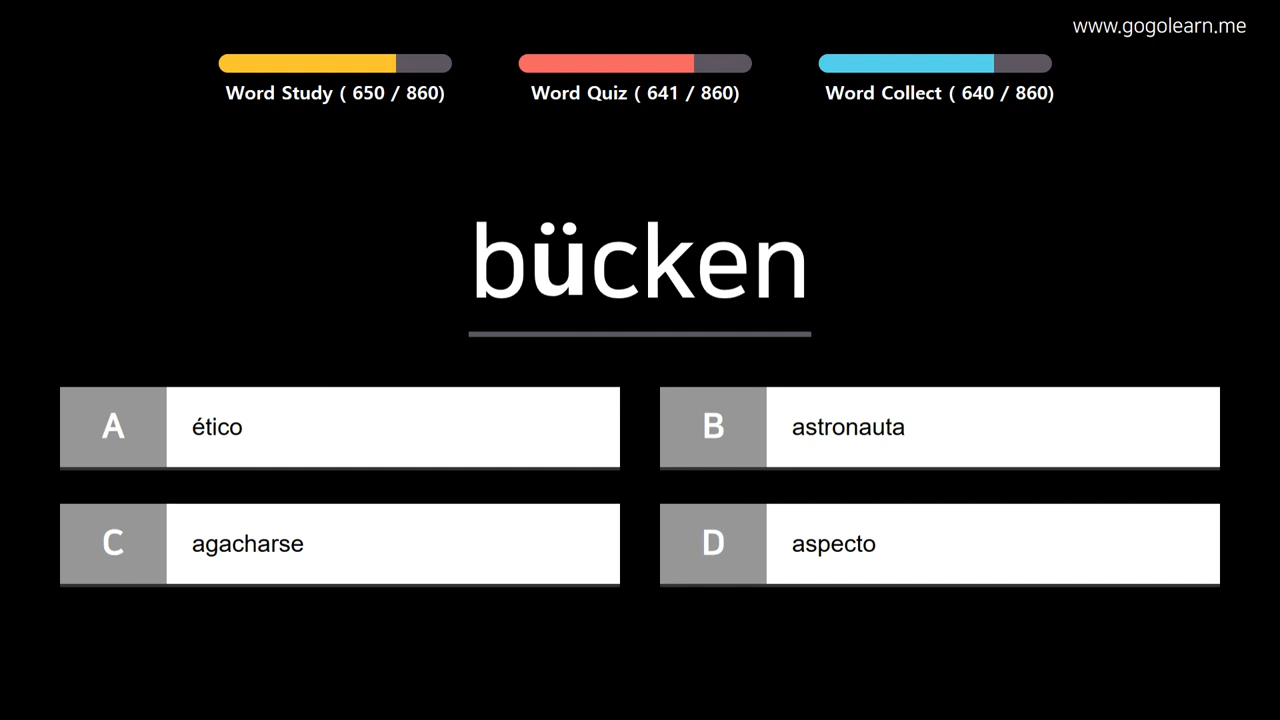 www.gogolearn.me
Word Study ( 650 / 860)
Word Quiz ( 641 / 860)
Word Collect ( 640 / 860)
bücken
A ético
B astronauta
C agacharse
D aspecto